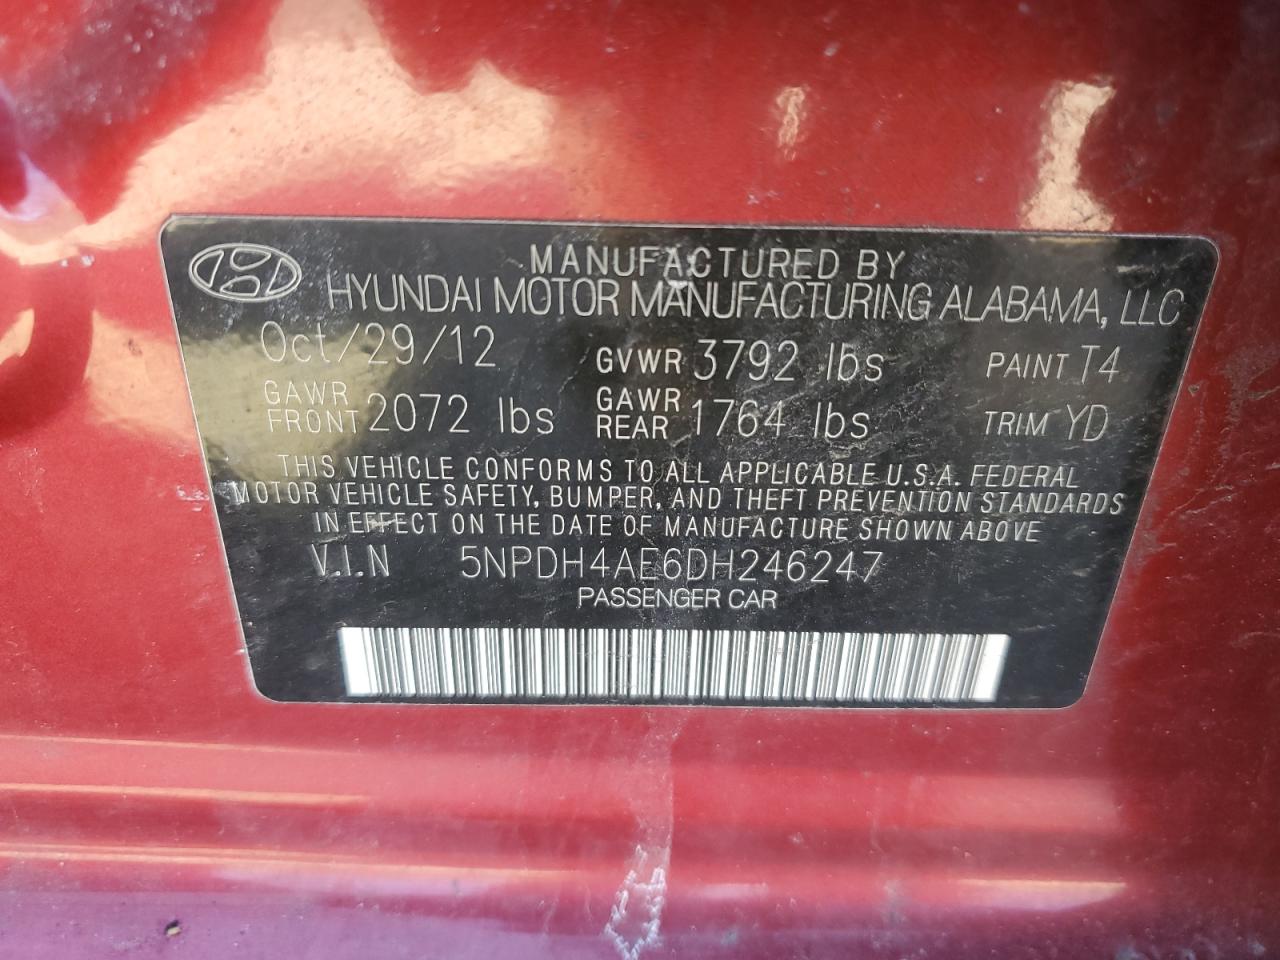 MANUFACTURED BY
HYUNDAI MOTOR MANUFACTURING ALABAMA, LLC
Oct/29/12 GVWR 3792 lbs PAINT T4
GAWR FRONT 2072 lbs GAWR REAR 1764 lbs TRIM YD
THIS VEHICLE CONFORMS TO ALL APPLICABLE U.S.A. FEDERAL
MOTOR VEHICLE SAFETY, BUMPER, AND THEFT PREVENTION STANDARDS
IN EFFECT ON THE DATE OF MANUFACTURE SHOWN ABOVE
V.I.N 5NPDH4AE6DH246247
PASSENGER CAR